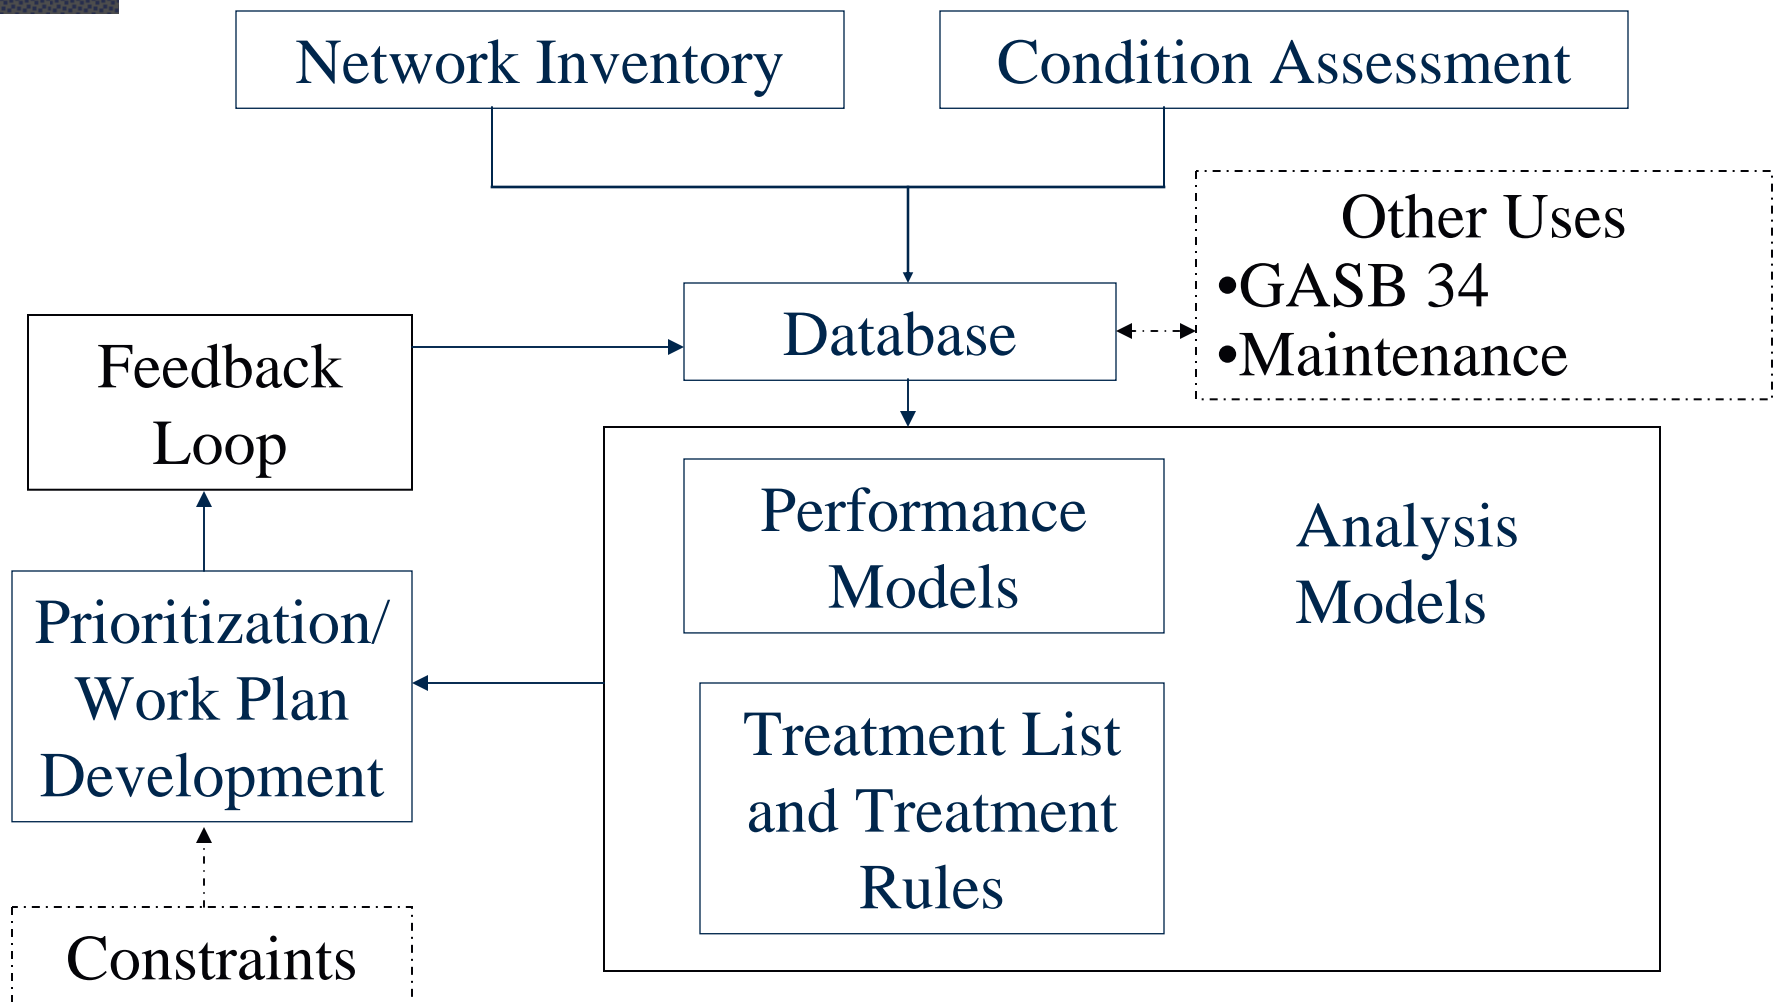 Network Inventory
Condition Assessment
Other Uses
•GASB 34
•Maintenance
Database
Feedback
Loop
Performance
Models
Analysis
Models
Prioritization/
Work Plan
Development
Treatment List
and Treatment
Rules
Constraints